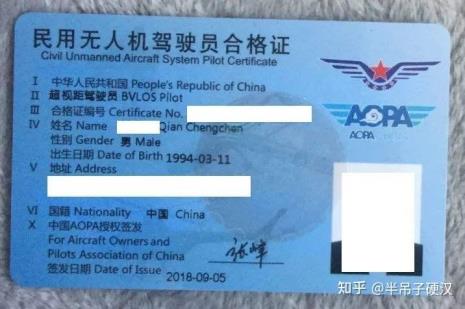 民用无人机驾驶员合格证
Civil Unmanned Aircraft System Pilot Certificate
I 中华人民共和国 People's Republic of China
II 超视距驾驶员 BVLOS Pilot
III 合格证编号 Certificate No.
IV 姓名 Name Qian Chengchen
性别 Gender 男 Male
出生日期 Date of Birth 1994-03-11
V 地址 Address
VI 国籍 Nationality 中国 China
X 中国AOPA授权签发
For Aircraft Owners and
Pilots Association of China
签发日期 Date of Issue 2018-09-05
AOPA
AOPA
知乎 @半吊子硬汉